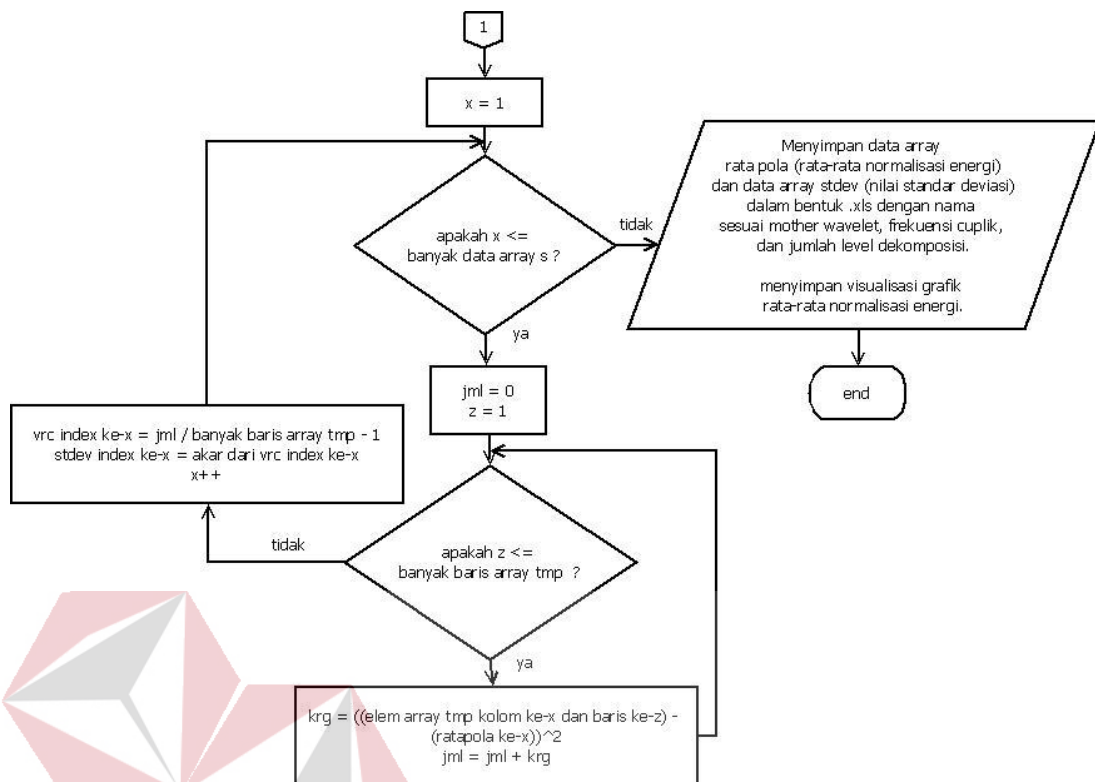 1
x = 1
apakah x <=
banyak data array s ?
tidak
Menyimpan data array
rata pola (rata-rata normalisasi energi)
dan data array stdev (nilai standar deviasi)
dalam bentuk .xls dengan nama
sesuai mother wavelet, frekuensi cuplik,
dan jumlah level dekomposisi.
menyimpan visualisasi grafik
rata-rata normalisasi energi.
end
ya
jml = 0
z = 1
vrc index ke-x = jml / banyak baris array tmp - 1
stdev index ke-x = akar dari vrc index ke-x
x++
tidak
apakah z <=
banyak baris array tmp ?
ya
krg = ((elem array tmp kolom ke-x dan baris ke-z) -
(ratapola ke-x))^2
jml = jml + krg